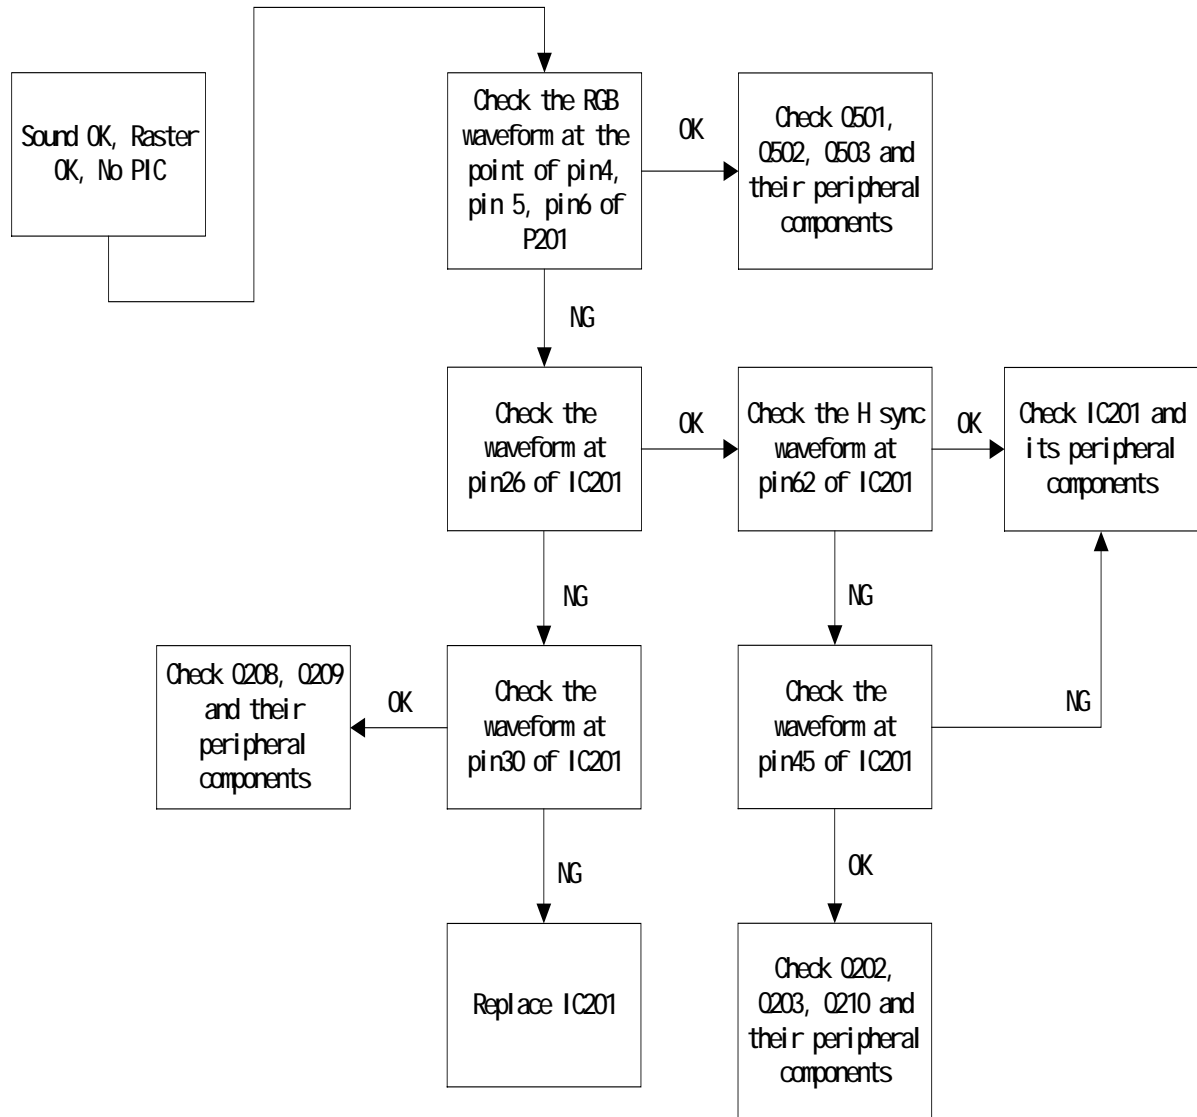 Sound OK, Raster
OK, No PIC
Check the RGB
waveform at the
point of pin4,
pin 5, pin6 of
P201
OK
Check Q501,
Q502, Q503 and
their peripheral
components
NG
Check the
waveform at
pin26 of IC201
OK
Check the H sync
waveform at
pin62 of IC201
OK
Check IC201 and
its peripheral
components
NG
NG
Check Q208, Q209
and their
peripheral
components
OK
Check the
waveform at
pin30 of IC201
Check the
waveform at
pin45 of IC201
NG
NG
OK
Replace IC201
Check Q202,
Q203, Q210 and
their peripheral
components